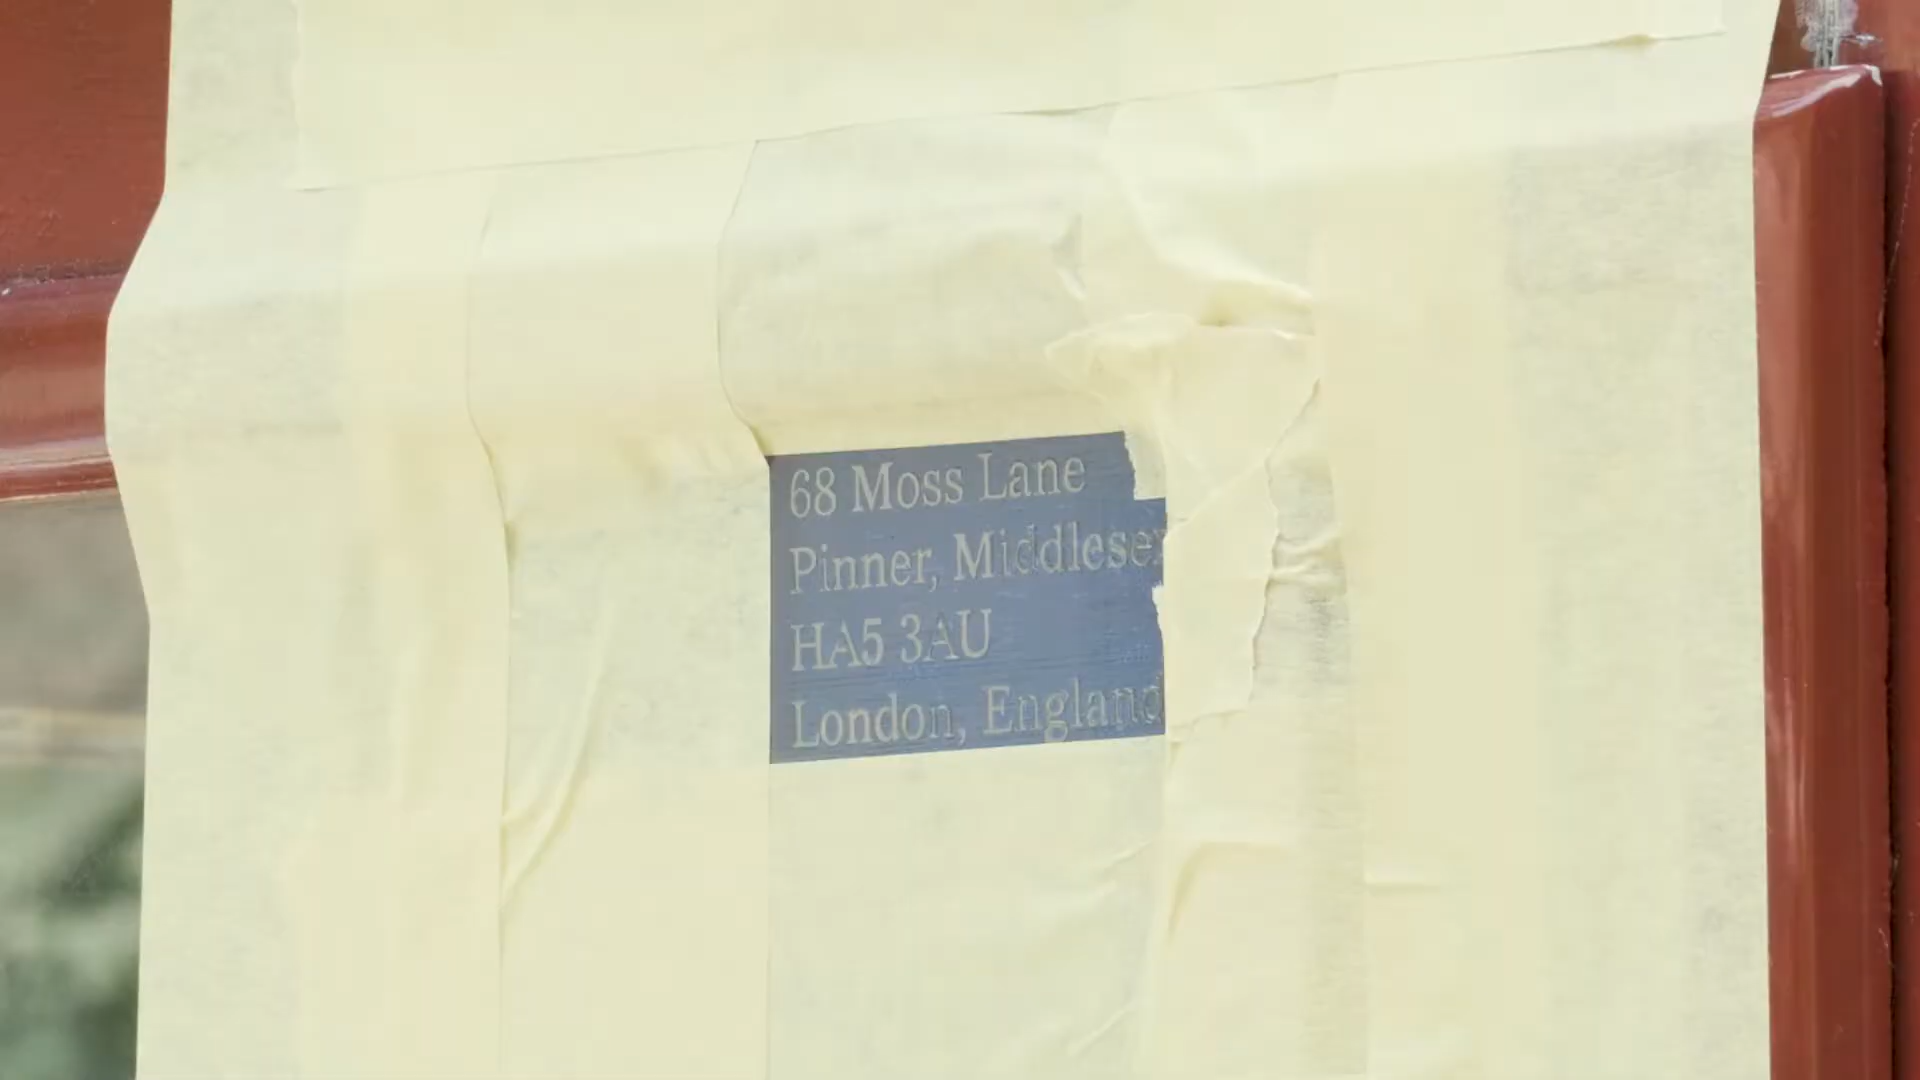 68 Moss Lane
Pinner, Middlesex
HA5 3AU
London, England